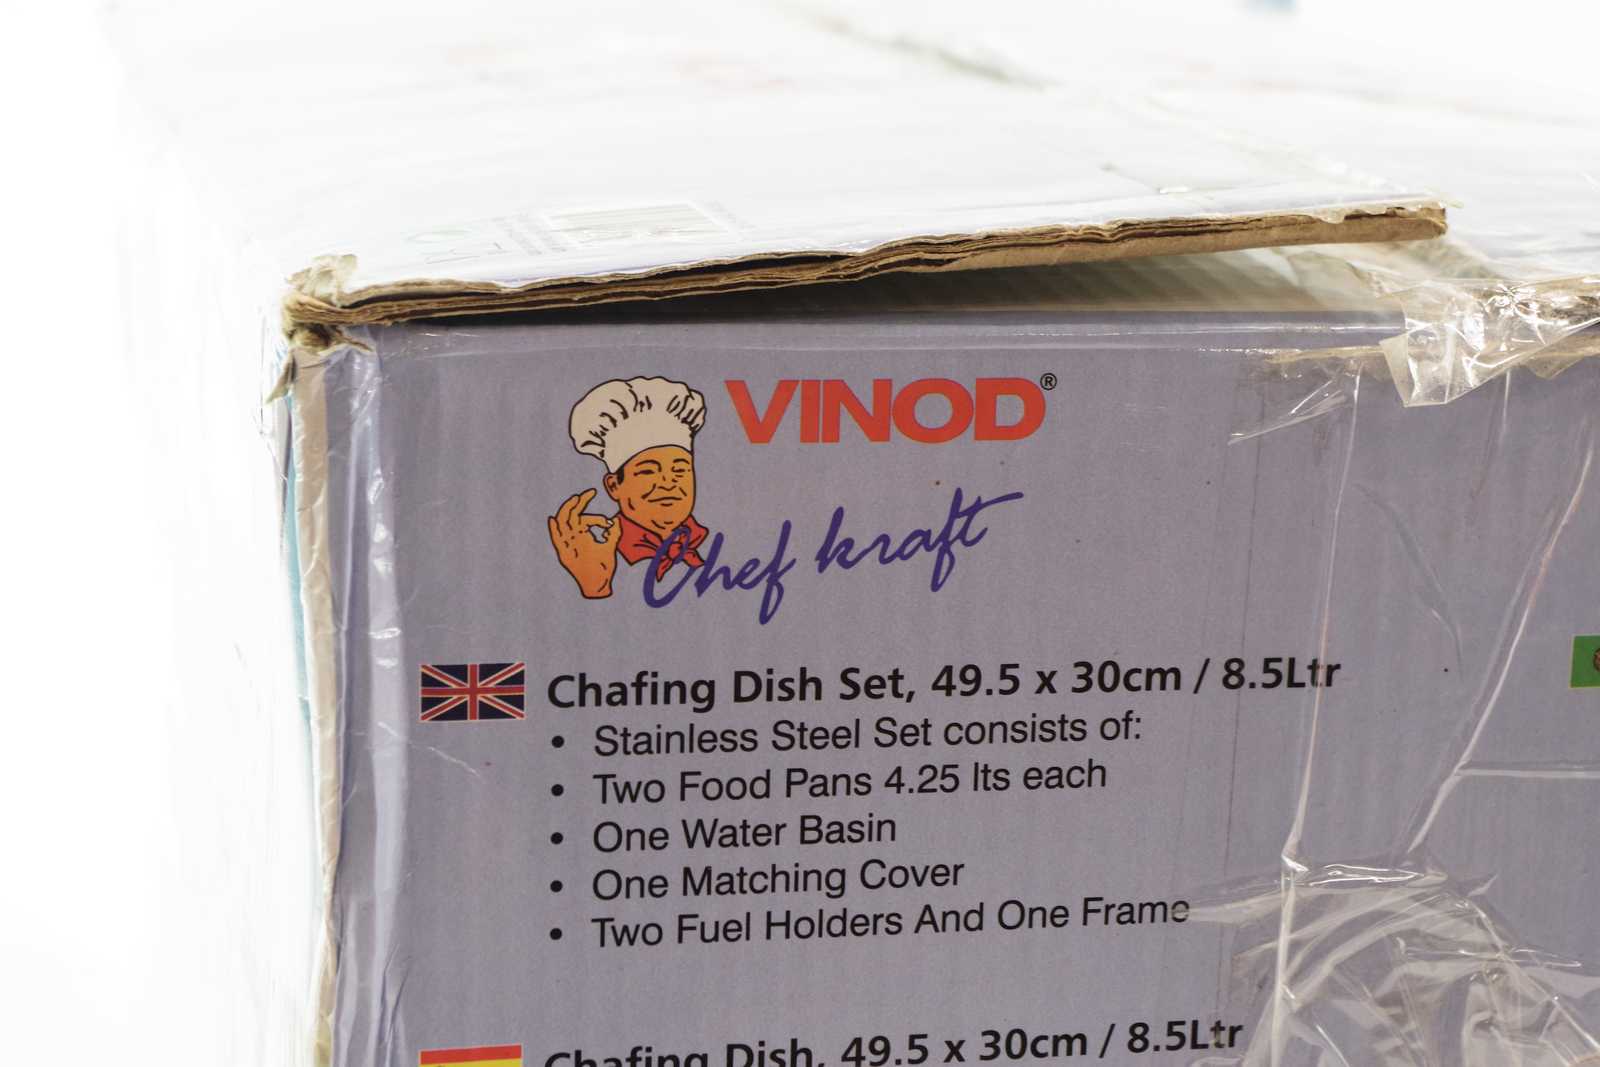 VINOD®
Chef kraft
Chafing Dish Set, 49.5 x 30cm / 8.5Ltr
• Stainless Steel Set consists of:
• Two Food Pans 4.25 lts each
• One Water Basin
• One Matching Cover
• Two Fuel Holders And One Frame
Chafing Dish, 49.5 x 30cm / 8.5Ltr